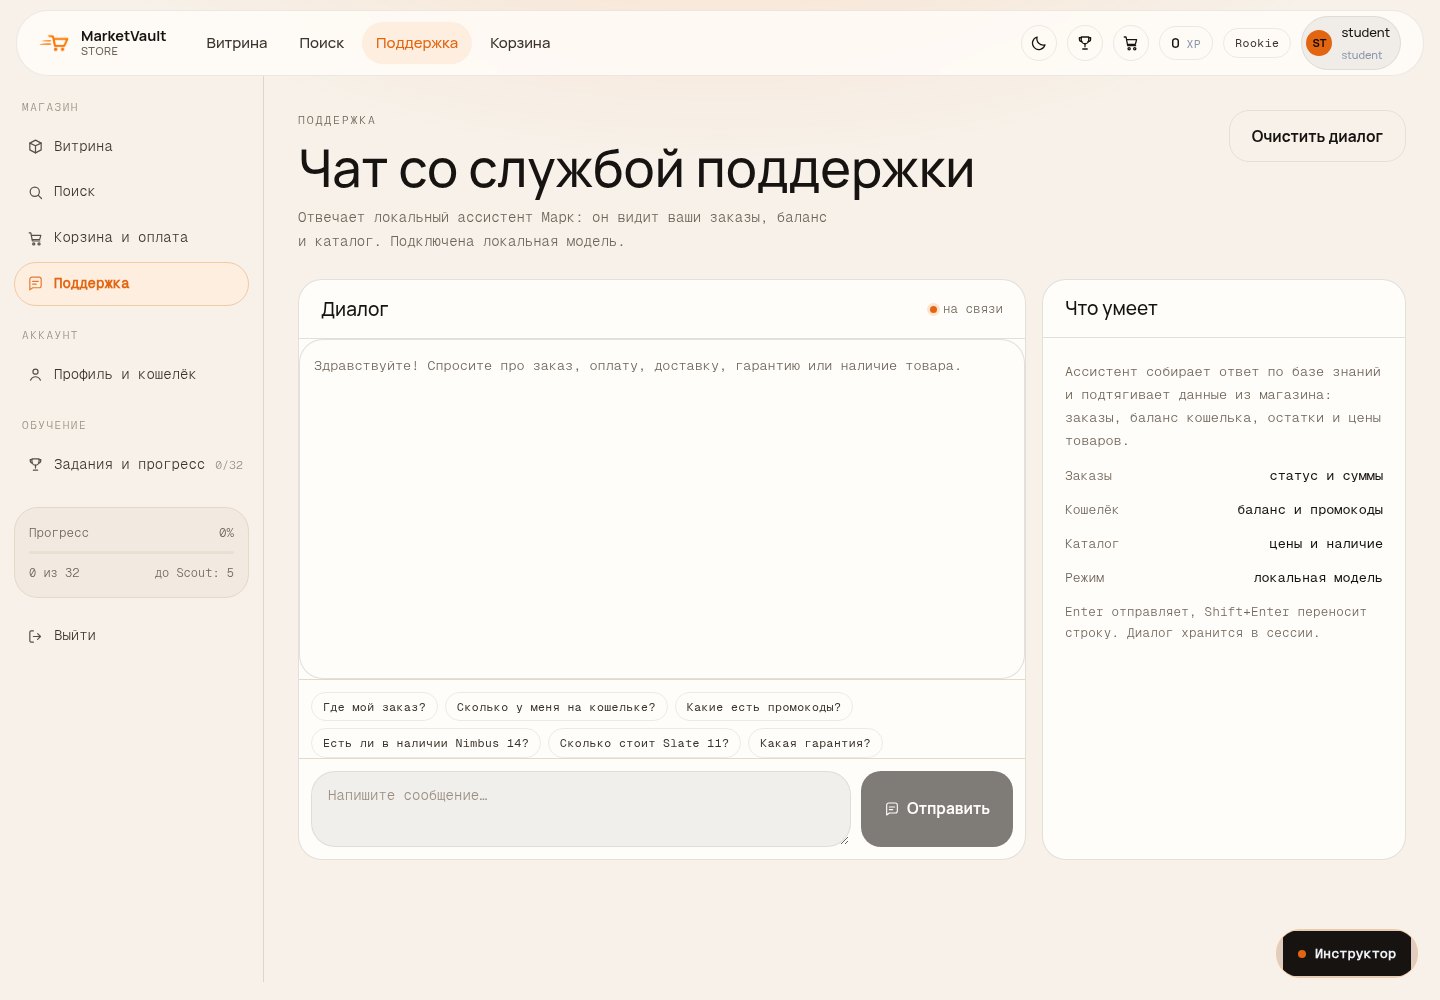 MarketVault
STORE
Витрина
Поиск
Поддержка
Корзина
0 XP
Rookie
ST
student
student
МАГАЗИН
Витрина
Поиск
Корзина и оплата
Поддержка
АККАУНТ
Профиль и кошелёк
ОБУЧЕНИЕ
Задания и прогресс 0/32
Прогресс 0%
0 из 32 до Scout: 5
Выйти
ПОДДЕРЖКА
Чат со службой поддержки
Отвечает локальный ассистент Марк: он видит ваши заказы, баланс
и каталог. Подключена локальная модель.
Очистить диалог
Диалог
на связи
Здравствуйте! Спросите про заказ, оплату, доставку, гарантию или наличие товара.
Где мой заказ? Сколько у меня на кошельке? Какие есть промокоды?
Есть ли в наличии Nimbus 14? Сколько стоит Slate 11? Какая гарантия?
Напишите сообщение…
Отправить
Что умеет
Ассистент собирает ответ по базе знаний
и подтягивает данные из магазина:
заказы, баланс кошелька, остатки и цены
товаров.
Заказы статус и суммы
Кошелёк баланс и промокоды
Каталог цены и наличие
Режим локальная модель
Enter отправляет, Shift+Enter переносит
строку. Диалог хранится в сессии.
Инструктор